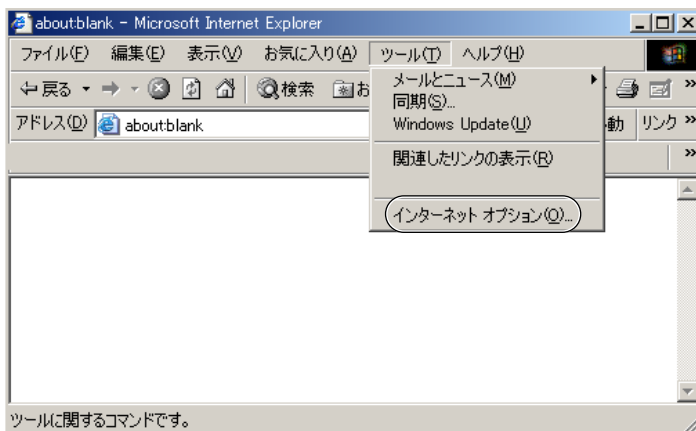 about:blank - Microsoft Internet Explorer
ファイル(F) 編集(E) 表示(V) お気に入り(A) ツール(T) ヘルプ(H)
戻る 検索 お »
アドレス(D) about:blank 動 リンク »
»
メールとニュース(M)
同期(S)...
Windows Update(U)
関連したリンクの表示(R)
インターネット オプション(O)...
ツールに関するコマンドです。